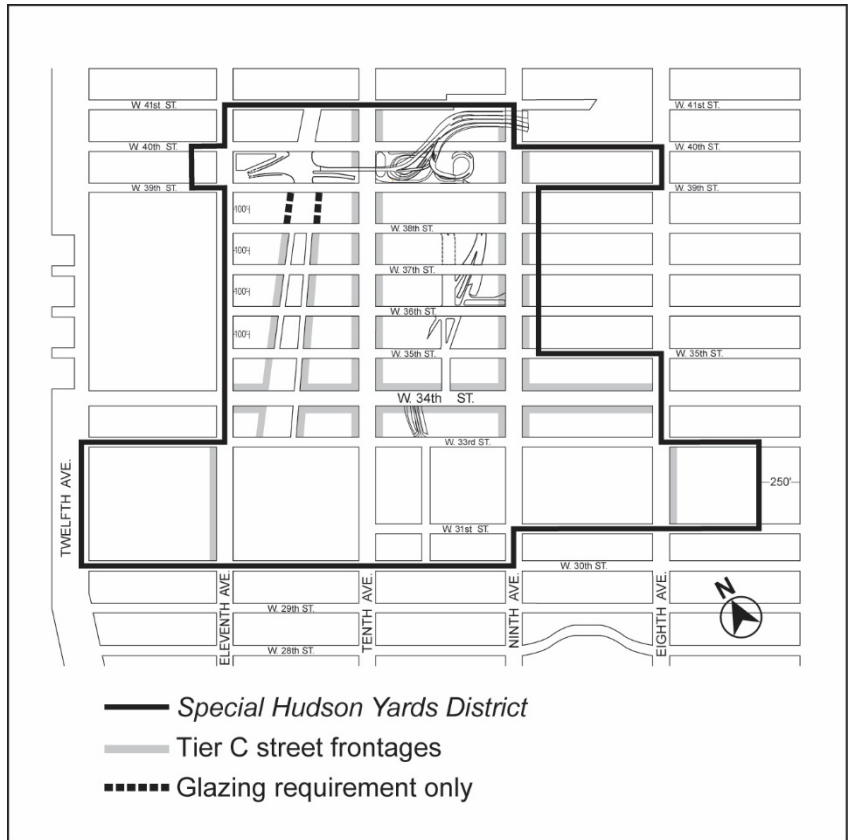 W. 41st ST.
W. 41st ST.
W. 40th ST.
W. 40th ST.
W. 39th ST.
W. 39th ST.
100'
W. 38th ST.
100'
W. 37th ST.
100'
W. 36th ST.
100'
W. 35th ST.
W. 35th ST.
W. 34th ST.
W. 33rd ST.
250'
W. 31st ST.
W. 30th ST.
TWELFTH AVE.
ELEVENTH AVE.
TENTH AVE.
NINTH AVE.
EIGHTH AVE.
N
W. 29th ST.
W. 28th ST.
Special Hudson Yards District
Tier C street frontages
Glazing requirement only